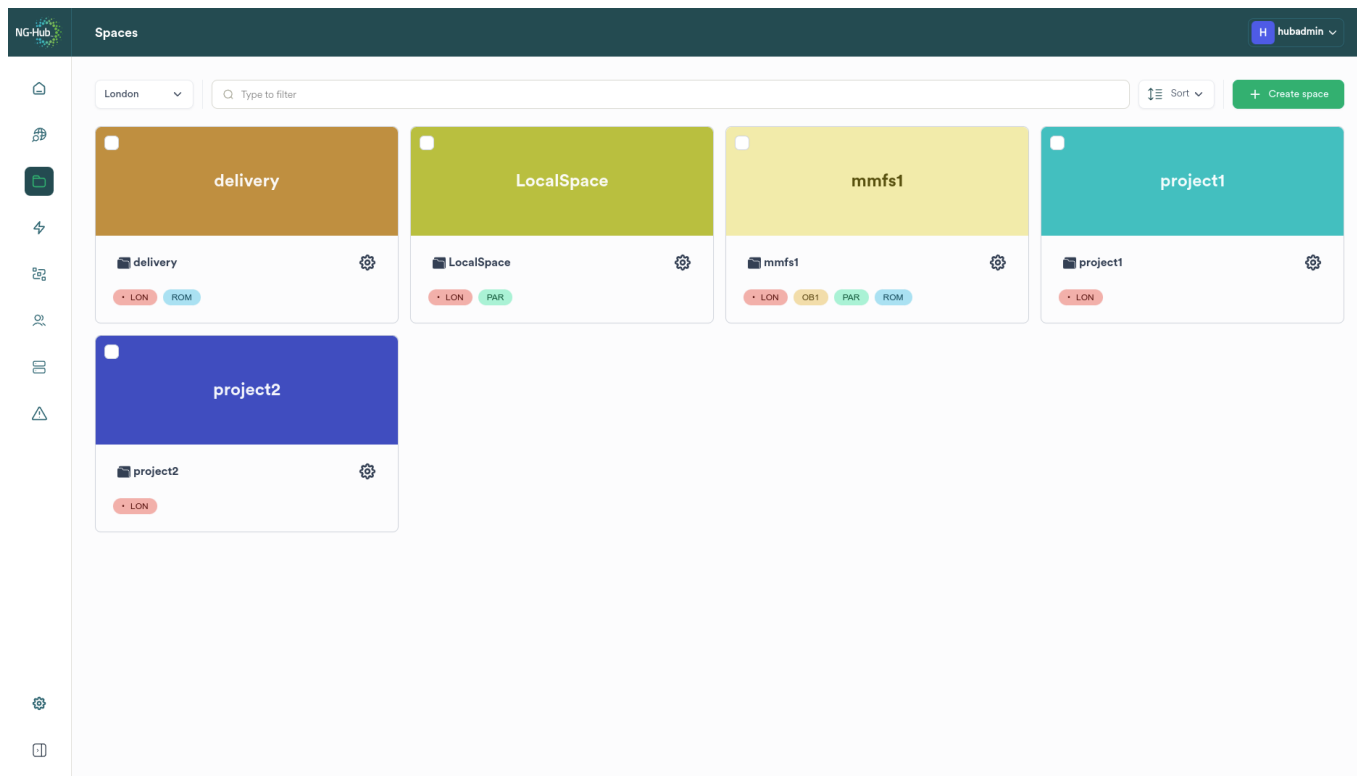 NG-Hub
Spaces
H hubadmin
London
Type to filter
Sort
+ Create space
delivery
LocalSpace
mmfs1
project1
delivery
LocalSpace
mmfs1
project1
• LON ROM
• LON PAR
• LON OB1 PAR ROM
• LON
project2
project2
• LON